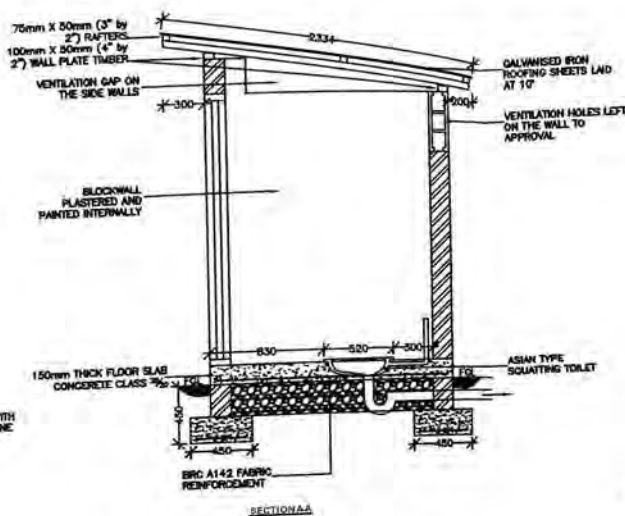 75mm X 50mm (3" by
2") RAFTERS
100mm X 50mm (4" by
2") WALL PLATE TIMBER
VENTILATION GAP ON
THE SIDE WALLS
300
2334
GALVANISED IRON
ROOFING SHEETS LAID
AT 10°
200
VENTILATION HOLES LEFT
ON THE WALL TO
APPROVAL
BLOCKWALL
PLASTERED AND
PAINTED INTERNALLY
630
520
300
150mm THICK FLOOR SLAB
CONCERETE CLASS
FGL
FGL
ASIAN TYPE
SQUATTING TOILET
450
450
450
BRC A142 FABRIC
REINFORCEMENT
SECTION AA